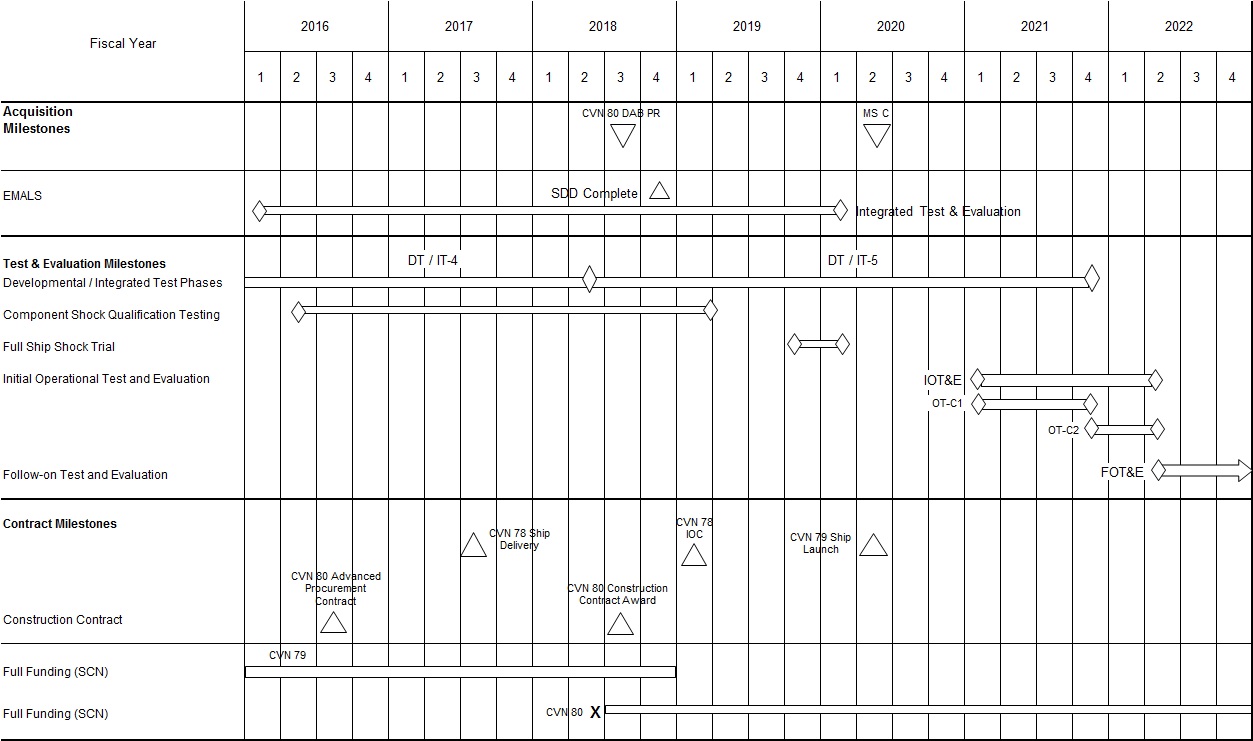 Fiscal Year
2016 2017 2018 2019 2020 2021 2022
1 2 3 4 1 2 3 4 1 2 3 4 1 2 3 4 1 2 3 4 1 2 3 4 1 2 3 4
Acquisition
Milestones
CVN 80 DAB PR
MS C
EMALS
SDD Complete
Integrated Test & Evaluation
Test & Evaluation Milestones
DT / IT-4
DT / IT-5
Developmental / Integrated Test Phases
Component Shock Qualification Testing
Full Ship Shock Trial
Initial Operational Test and Evaluation
IOT&E
OT-C1
OT-C2
Follow-on Test and Evaluation
FOT&E
Contract Milestones
CVN 78 Ship
Delivery
CVN 78
IOC
CVN 79 Ship
Launch
CVN 80 Advanced
Procurement
Contract
CVN 80 Construction
Contract Award
Construction Contract
CVN 79
Full Funding (SCN)
Full Funding (SCN)
CVN 80 X